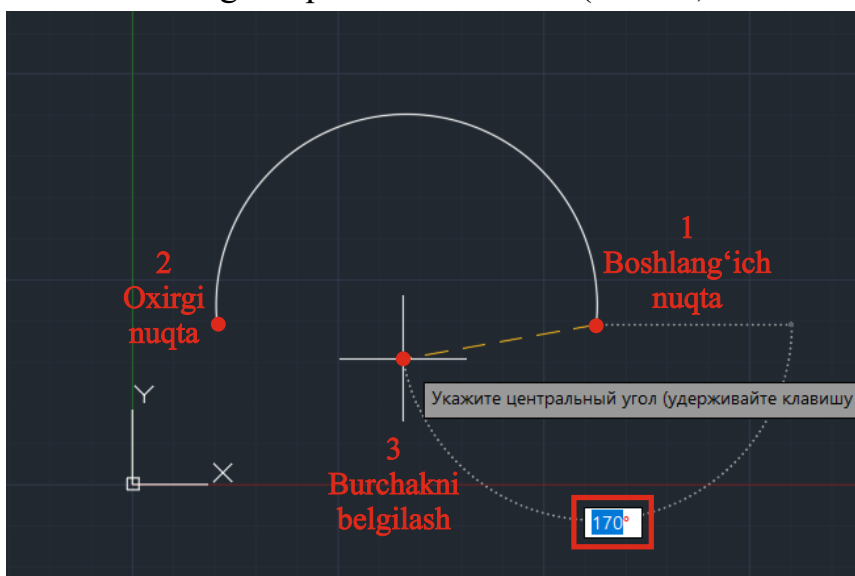 1
Boshlang‘ich
nuqta
2
Oxirgi
nuqta
Укажите центральный угол (удерживайте клавишу
Y
X
3
Burchakni
belgilash
170°